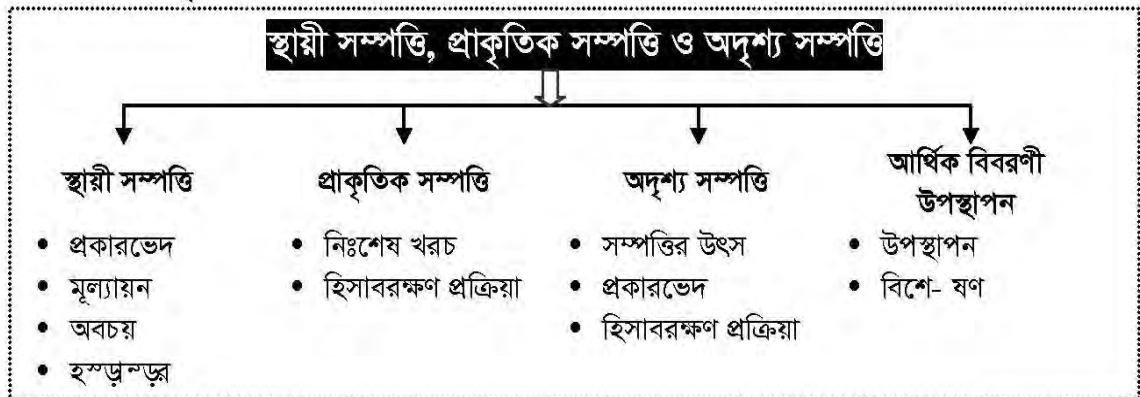 স্থায়ী সম্পত্তি, প্রাকৃতিক সম্পত্তি ও অদৃশ্য সম্পত্তি
স্থায়ী সম্পত্তি
• প্রকারভেদ
• মূল্যায়ন
• অবচয়
• হস্ড়ান্ড়র
প্রাকৃতিক সম্পত্তি
• নিঃশেষ খরচ
• হিসাবরক্ষণ প্রক্রিয়া
অদৃশ্য সম্পত্তি
• সম্পত্তির উৎস
• প্রকারভেদ
• হিসাবরক্ষণ প্রক্রিয়া
আর্থিক বিবরণী
উপস্থাপন
• উপস্থাপন
• বিশে- ষণ